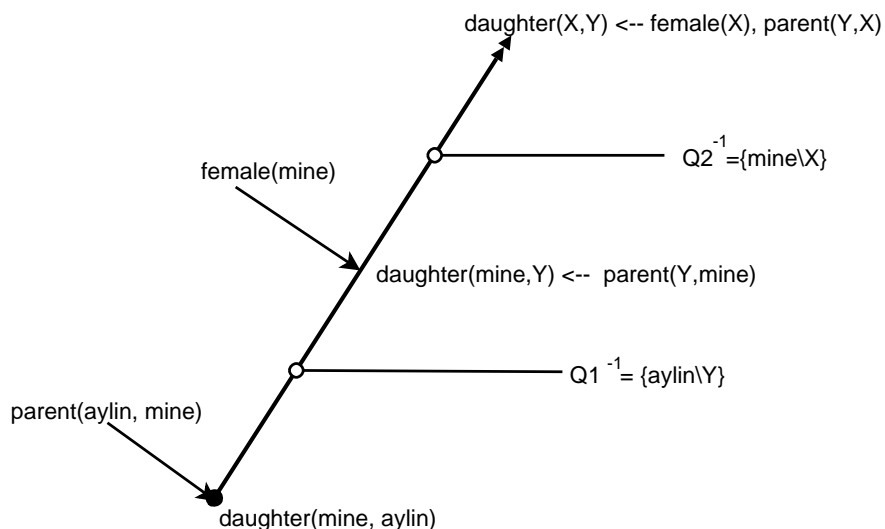 daughter(X,Y) <-- female(X), parent(Y,X)
Q2 -1 ={mine\X}
female(mine)
daughter(mine,Y) <-- parent(Y,mine)
Q1 -1 = {aylin\Y}
parent(aylin, mine)
daughter(mine, aylin)